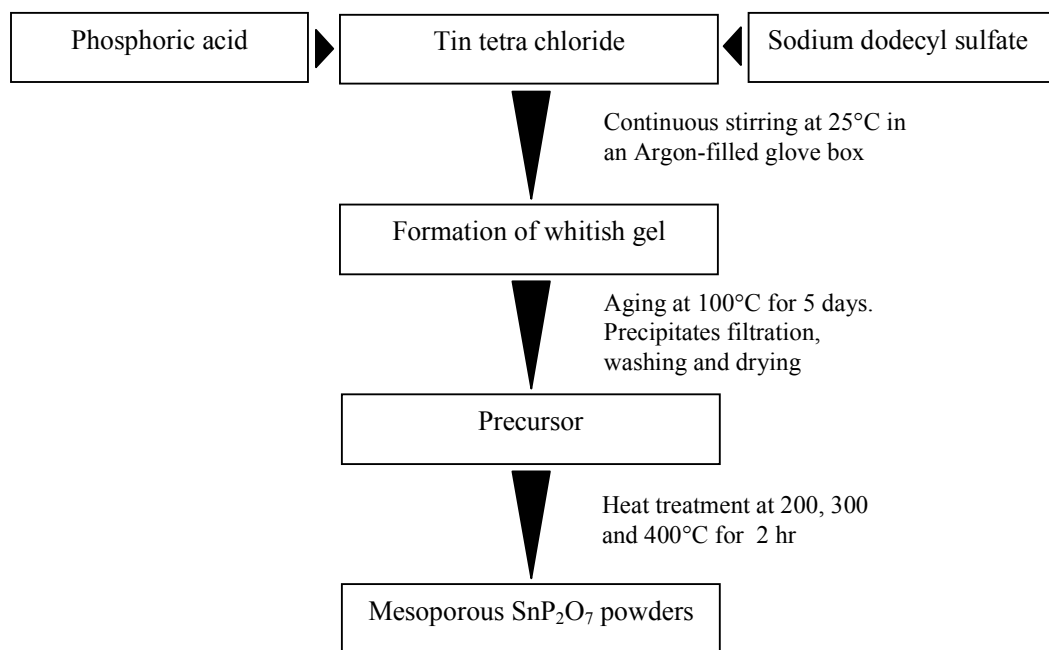 Phosphoric acid
Tin tetra chloride
Sodium dodecyl sulfate
Continuous stirring at 25°C in
an Argon-filled glove box
Formation of whitish gel
Aging at 100°C for 5 days.
Precipitates filtration,
washing and drying
Precursor
Heat treatment at 200, 300
and 400°C for  2 hr
Mesoporous SnP₂O₇ powders